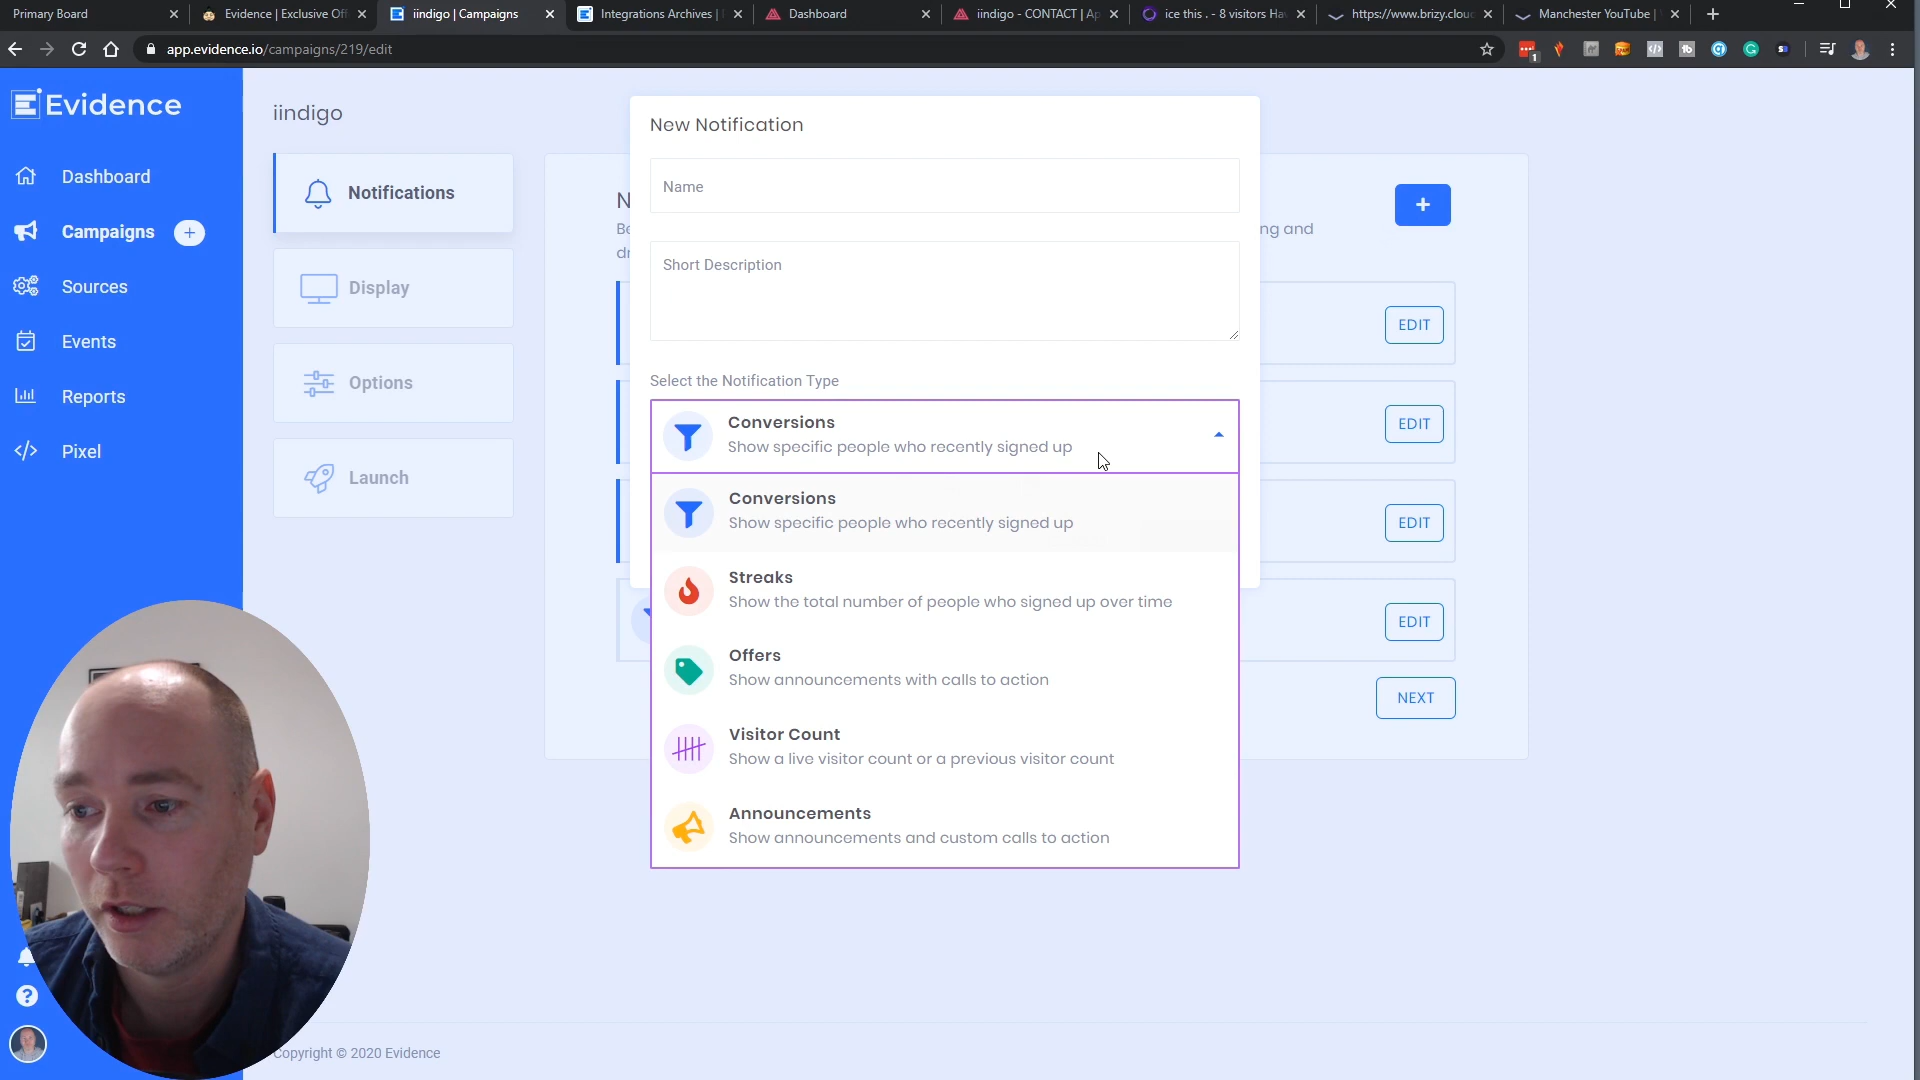 Primary Board
Evidence | Exclusive Off
iindigo | Campaigns
Integrations Archives |
Dashboard
iindigo - CONTACT | Ap
ice this . - 8 visitors Ha
https://www.brizy.cloud
Manchester YouTube |
app.evidence.io/campaigns/219/edit
1
Evidence
Dashboard
Campaigns
Sources
Events
Reports
Pixel
iindigo
Notifications
Display
Options
Launch
N
Be
ng and
dr
EDIT
EDIT
EDIT
EDIT
NEXT
New Notification
Name
Short Description
Select the Notification Type
Conversions
Show specific people who recently signed up
Conversions
Show specific people who recently signed up
Streaks
Show the total number of people who signed up over time
Offers
Show announcements with calls to action
Visitor Count
Show a live visitor count or a previous visitor count
Announcements
Show announcements and custom calls to action
Copyright © 2020 Evidence